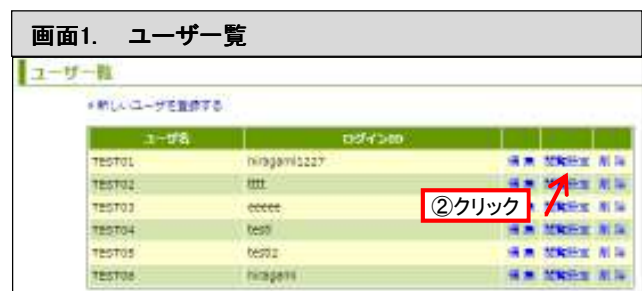 画面1. ユーザ一覧
ユーザ一覧
新しいユーザを登録する
ユーザ名 ログインID
TEST01 hiragami1227 編集 閲覧設定 削除
TEST02 tttt 編集 閲覧設定 削除
TEST03 eeeee 編集 閲覧設定 削除
②クリック
TEST04 test1 編集 閲覧設定 削除
TEST05 test2 編集 閲覧設定 削除
TEST06 hiragami 編集 閲覧設定 削除